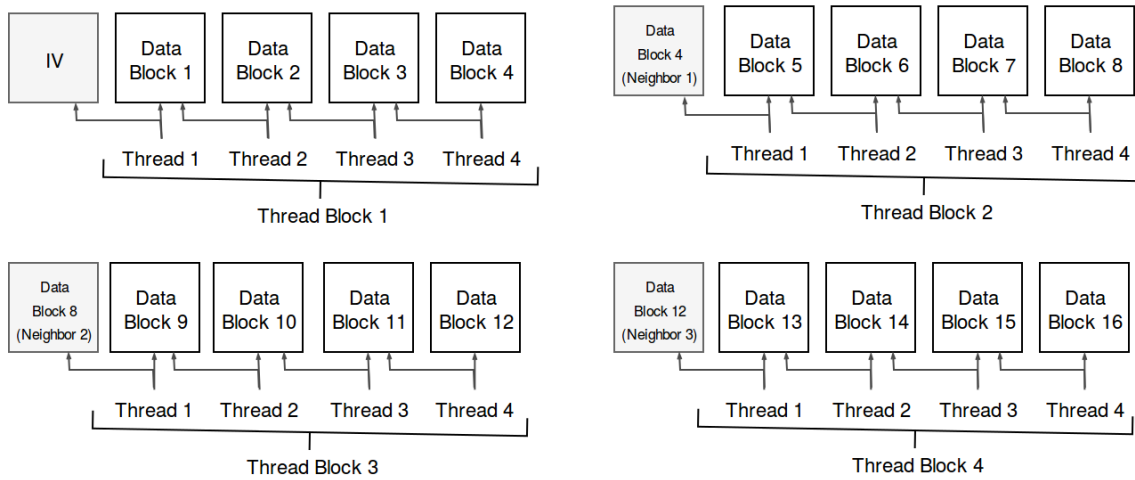 IV
Data
Block 1
Data
Block 2
Data
Block 3
Data
Block 4
Thread 1
Thread 2
Thread 3
Thread 4
Thread Block 1
Data
Block 4
(Neighbor 1)
Data
Block 5
Data
Block 6
Data
Block 7
Data
Block 8
Thread 1
Thread 2
Thread 3
Thread 4
Thread Block 2
Data
Block 8
(Neighbor 2)
Data
Block 9
Data
Block 10
Data
Block 11
Data
Block 12
Thread 1
Thread 2
Thread 3
Thread 4
Thread Block 3
Data
Block 12
(Neighbor 3)
Data
Block 13
Data
Block 14
Data
Block 15
Data
Block 16
Thread 1
Thread 2
Thread 3
Thread 4
Thread Block 4